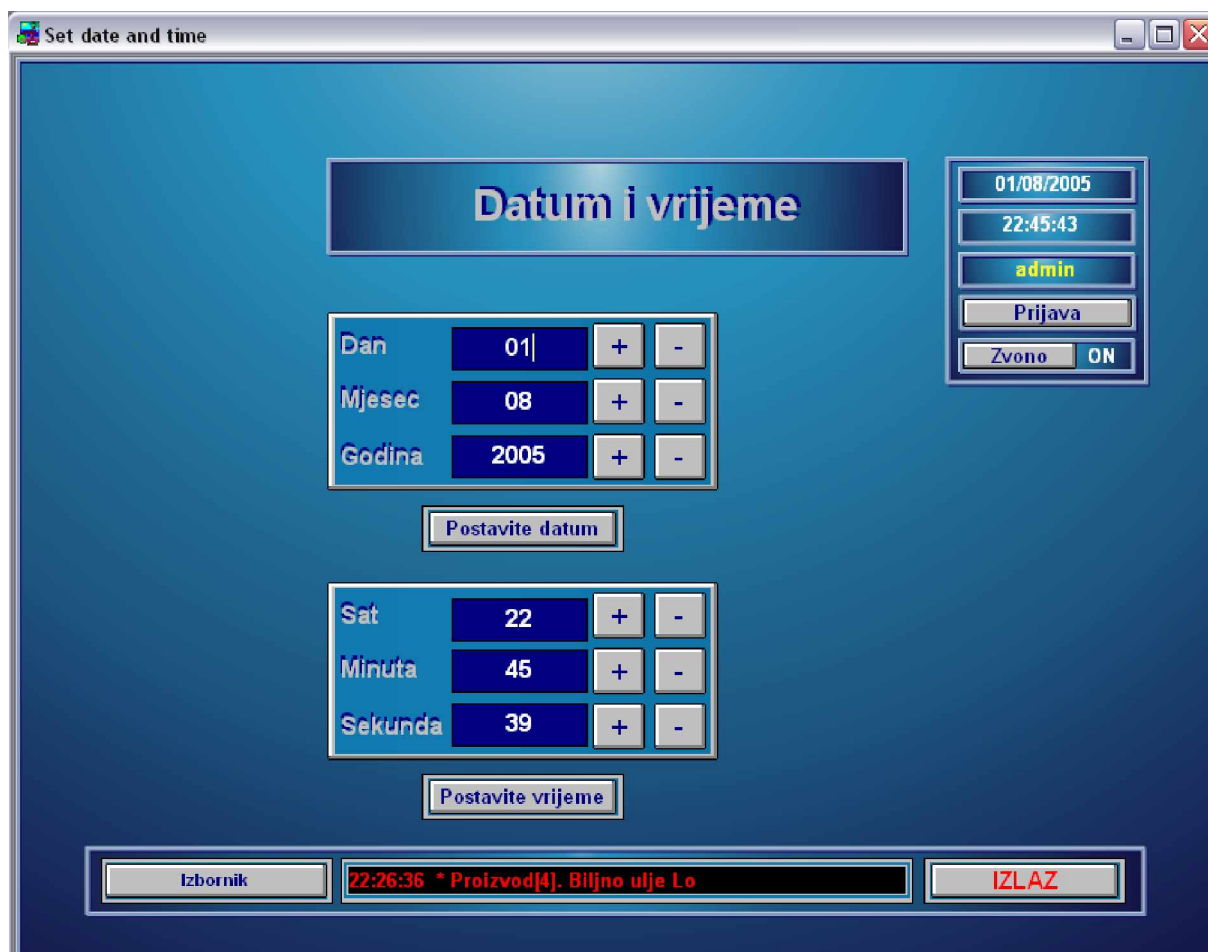 Set date and time
Datum i vrijeme
01/08/2005
22:45:43
admin
Prijava
Zvono ON
Dan 01 + -
Mjesec 08 + -
Godina 2005 + -
Postavite datum
Sat 22 + -
Minuta 45 + -
Sekunda 39 + -
Postavite vrijeme
Izbornik 22:26:36 * Proizvod[4]. Biljno ulje Lo IZLAZ